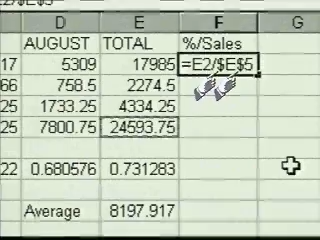 D E F G
AUGUST TOTAL %/Sales
17 5309 17985 =E2/$E$5
66 758.5 2274.5
25 1733.25 4334.25
25 7800.75 24593.75
22 0.680576 0.731283
Average 8197.917